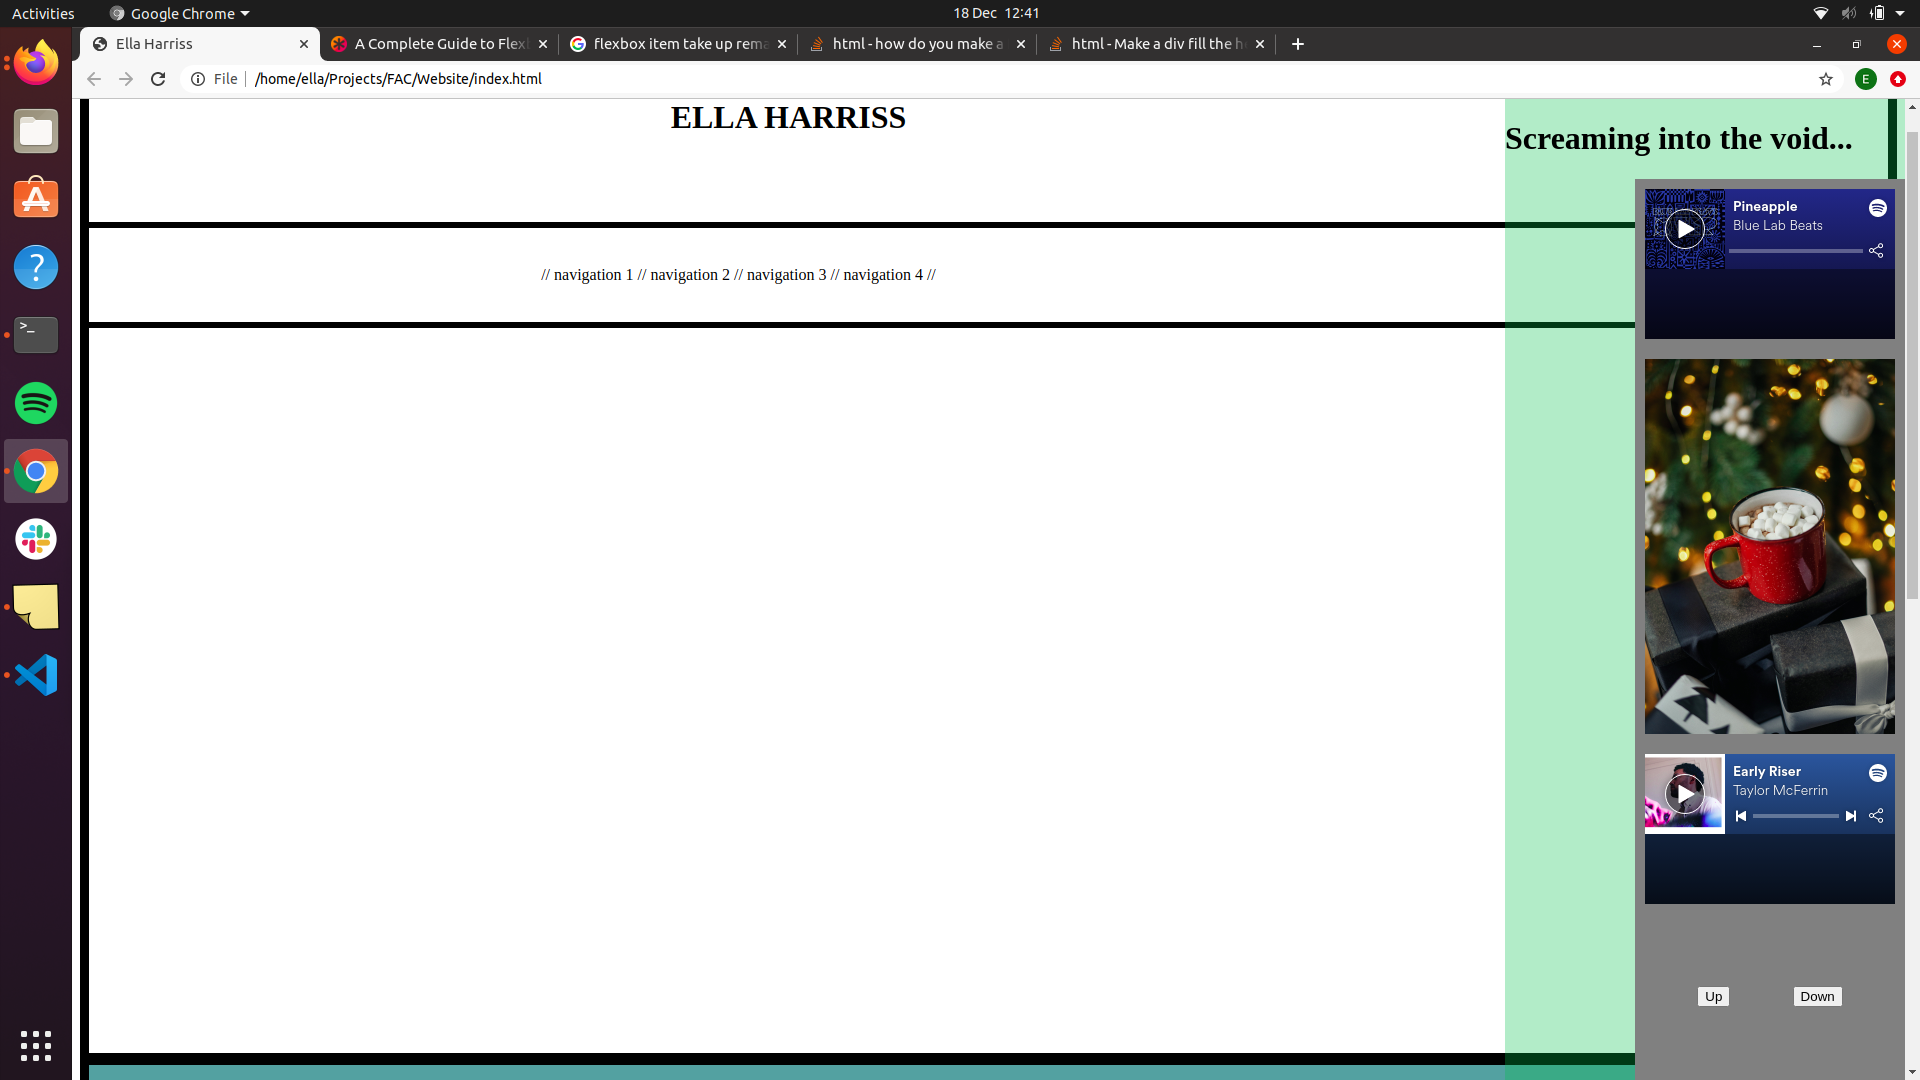 Activities
Google Chrome
18 Dec 12:41
Ella Harriss
A Complete Guide to Flex
flexbox item take up rema
html - how do you make a
html - Make a div fill the h
File
/home/ella/Projects/FAC/Website/index.html
E
ELLA HARRISS
Screaming into the void...
// navigation 1 // navigation 2 // navigation 3 // navigation 4 //
Pineapple
Blue Lab Beats
Early Riser
Taylor McFerrin
Up
Down